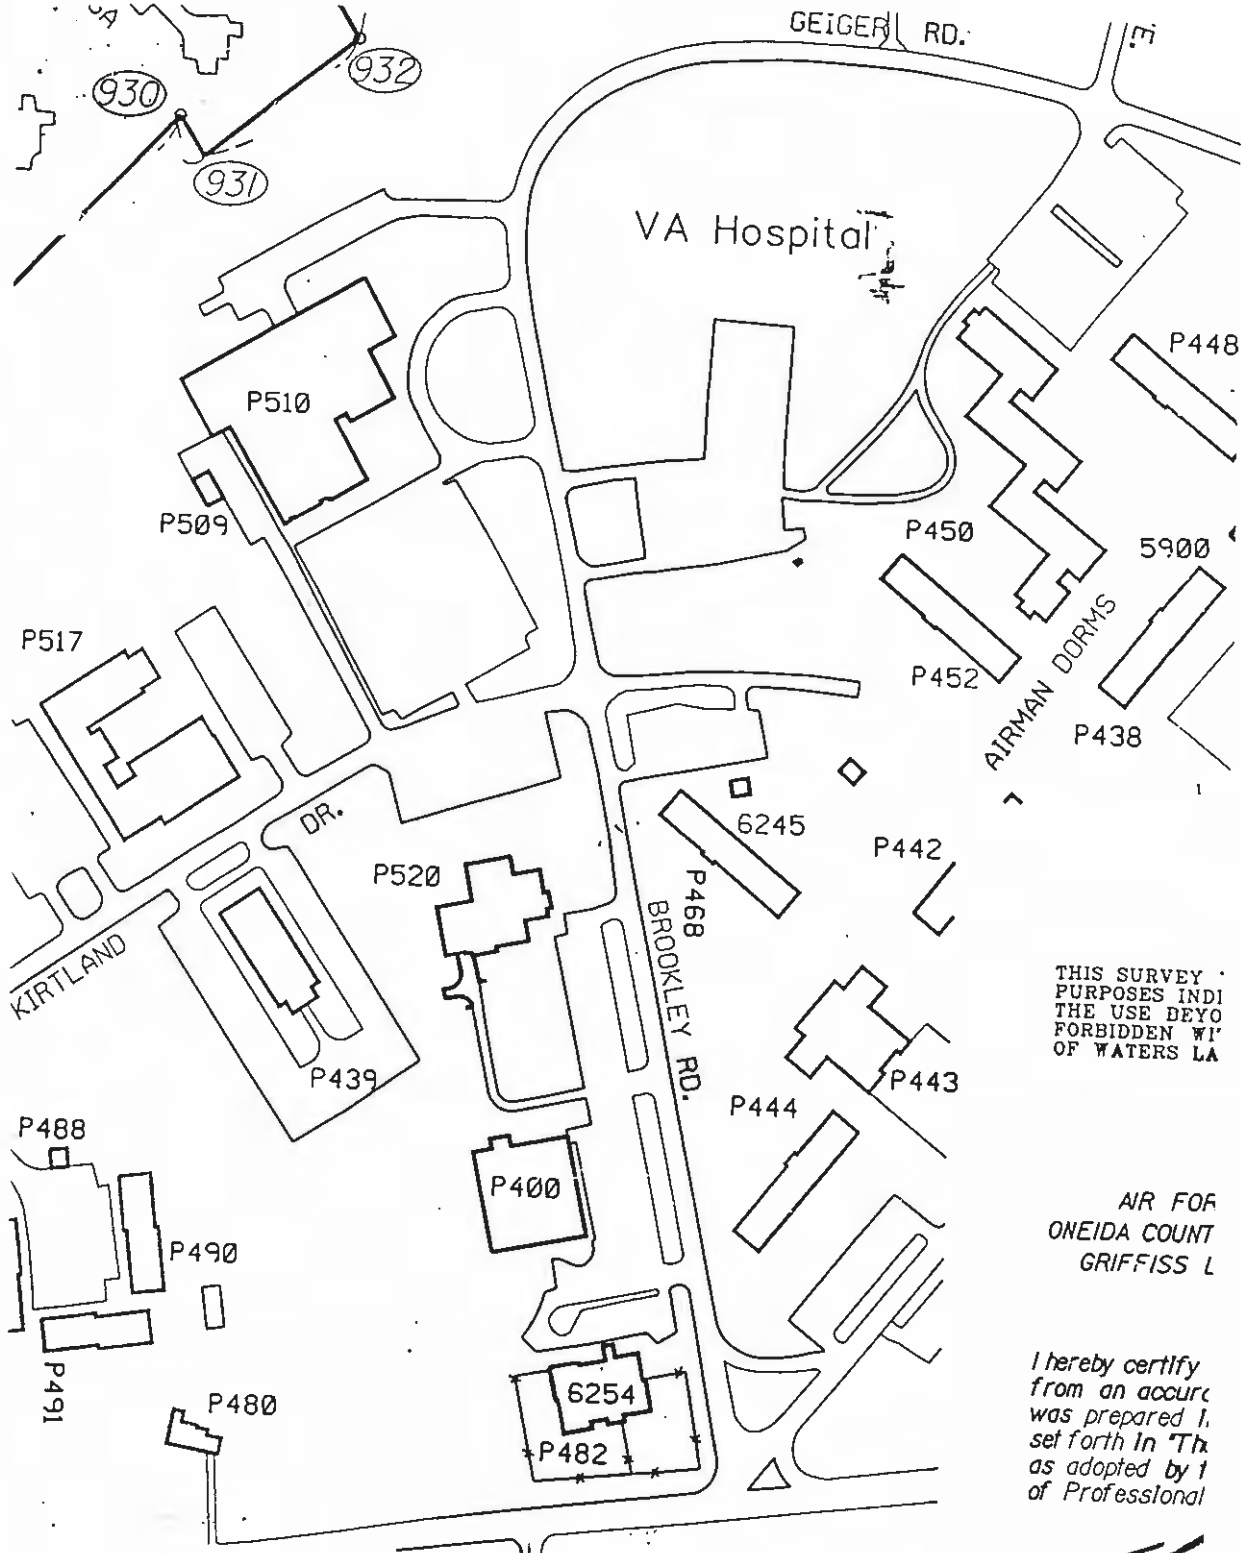 GEIGER RD.
E.
932
930
931
VA Hospital
P448
P510
P509
P450
5900
P517
P452
AIRMAN DORMS
P438
DR.
6245
P442
P520
P468
BROOKLEY RD.
KIRTLAND
THIS SURVEY
PURPOSES INDI
THE USE DEYO
FORBIDDEN WI
OF WATERS LA
P439
P443
P444
P488
P400
AIR FOR
ONEIDA COUNT
GRIFFISS L
P490
P491
6254
P480
P482
I hereby certify
from an accurc
was prepared
set forth in "Th
as adopted by t
of Professional